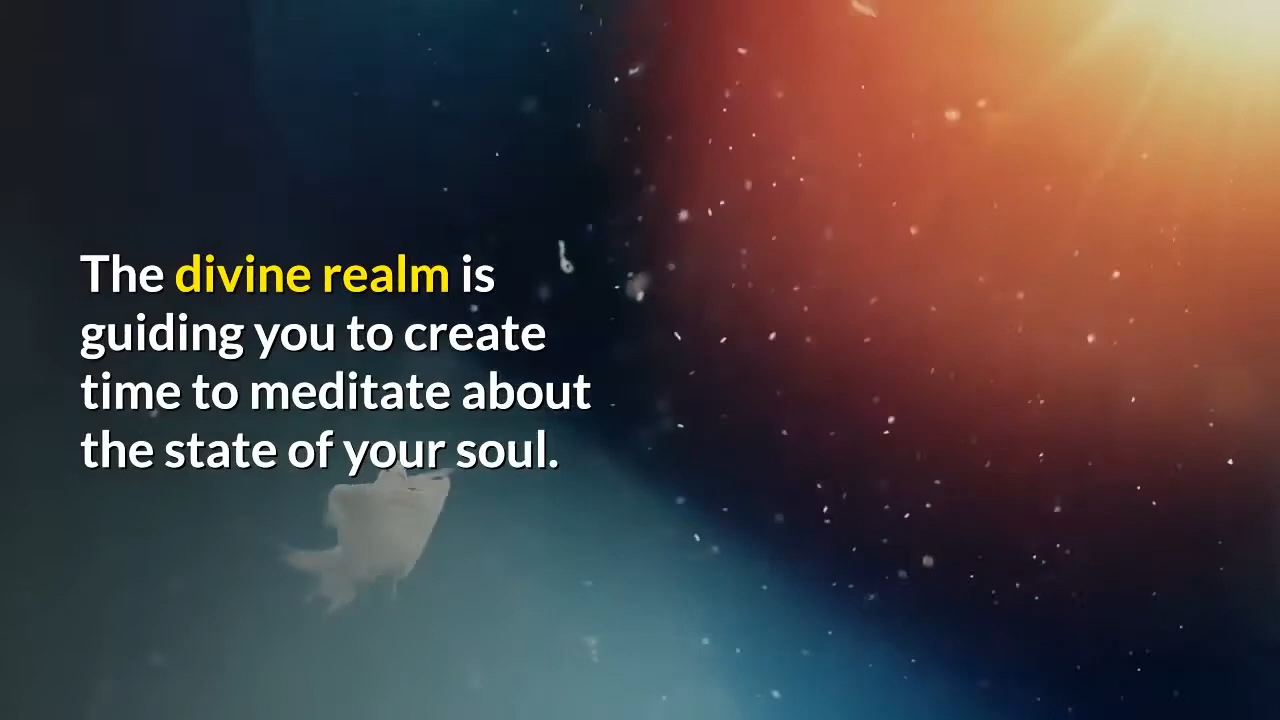 The divine realm is
guiding you to create
time to meditate about
the state of your soul.